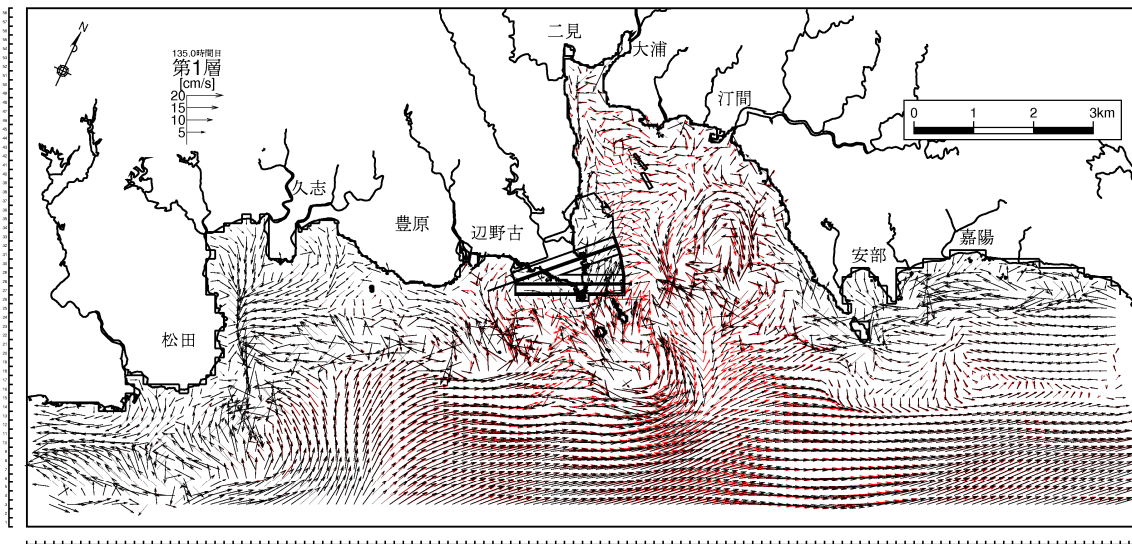 N
135.0時間目
第1層
[cm/s]
20
15
10
5
二見
大浦
汀間
0 1 2 3km
久志
豊原
辺野古
安部
嘉陽
松田